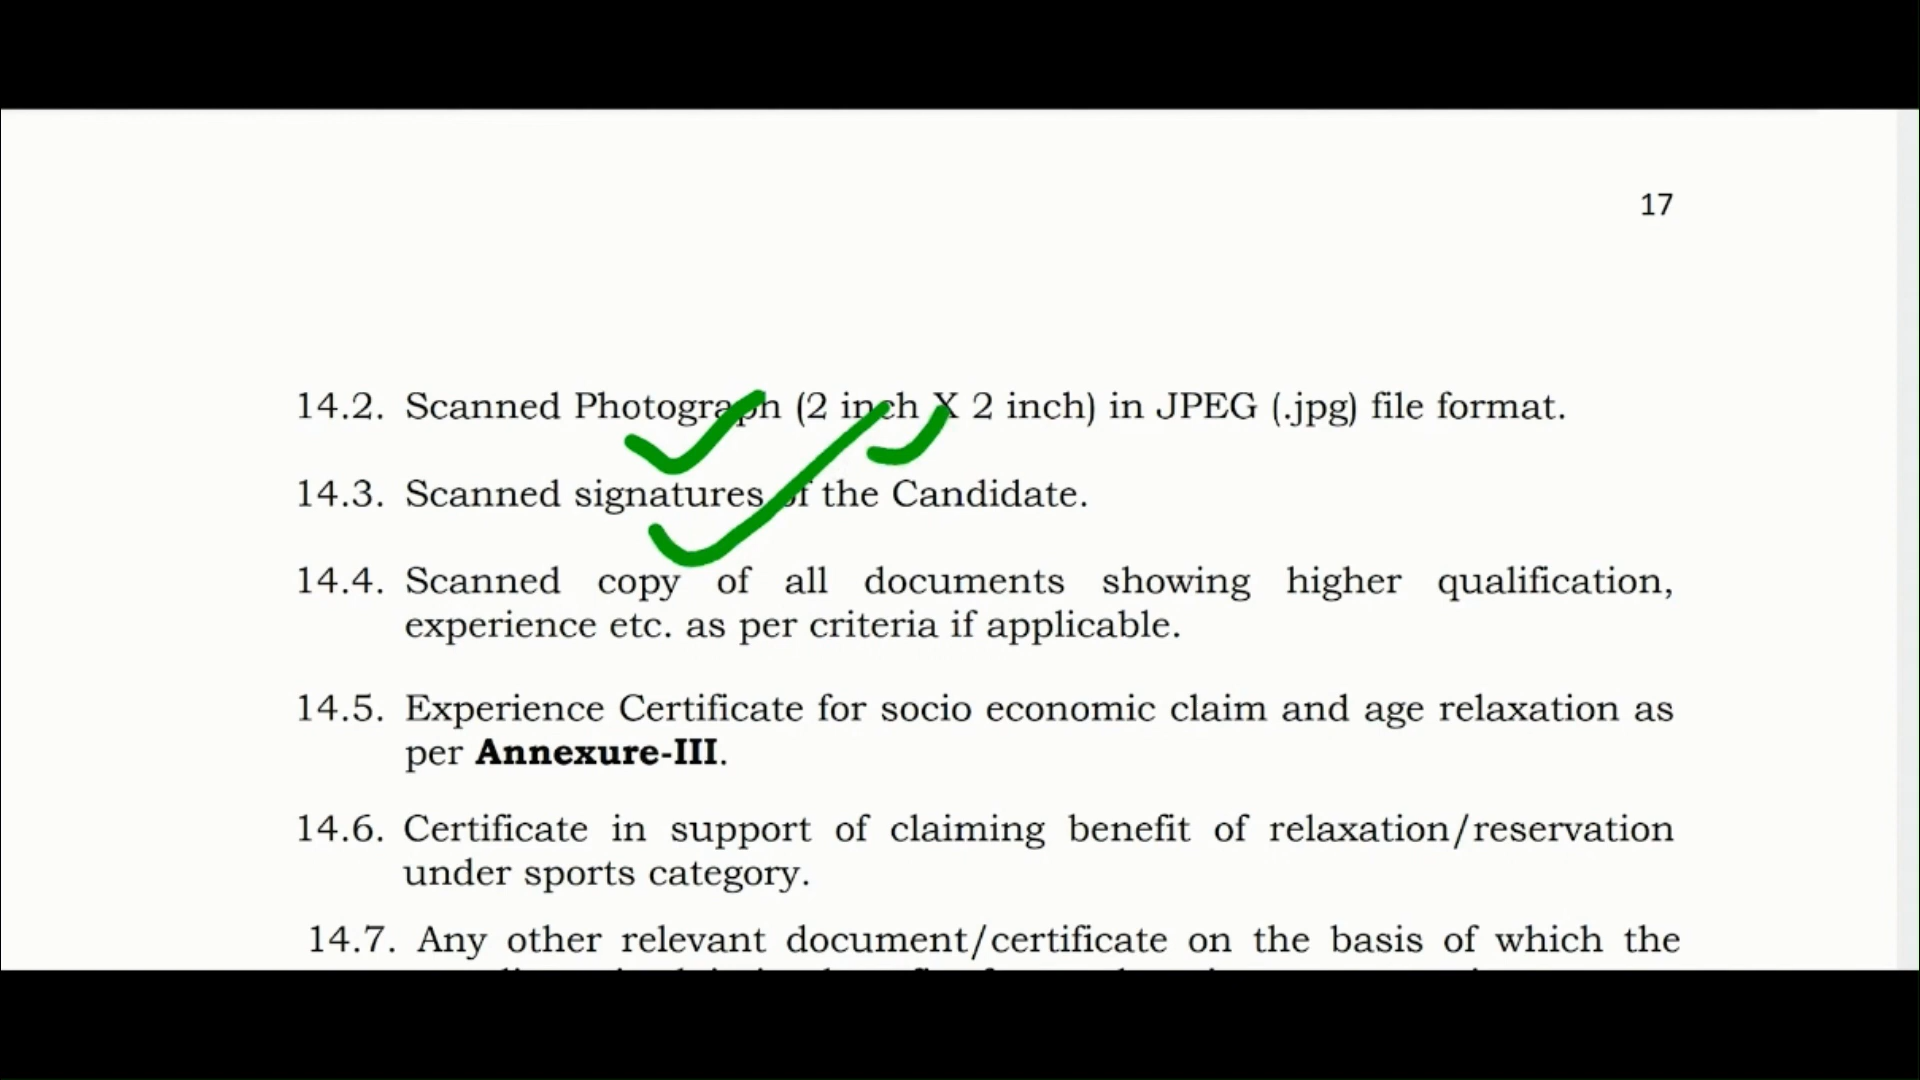 17
14.2. Scanned Photograph (2 inch X 2 inch) in JPEG (.jpg) file format.
14.3. Scanned signatures of the Candidate.
14.4. Scanned copy of all documents showing higher qualification,
experience etc. as per criteria if applicable.
14.5. Experience Certificate for socio economic claim and age relaxation as
per Annexure-III.
14.6. Certificate in support of claiming benefit of relaxation/reservation
under sports category.
14.7. Any other relevant document/certificate on the basis of which the